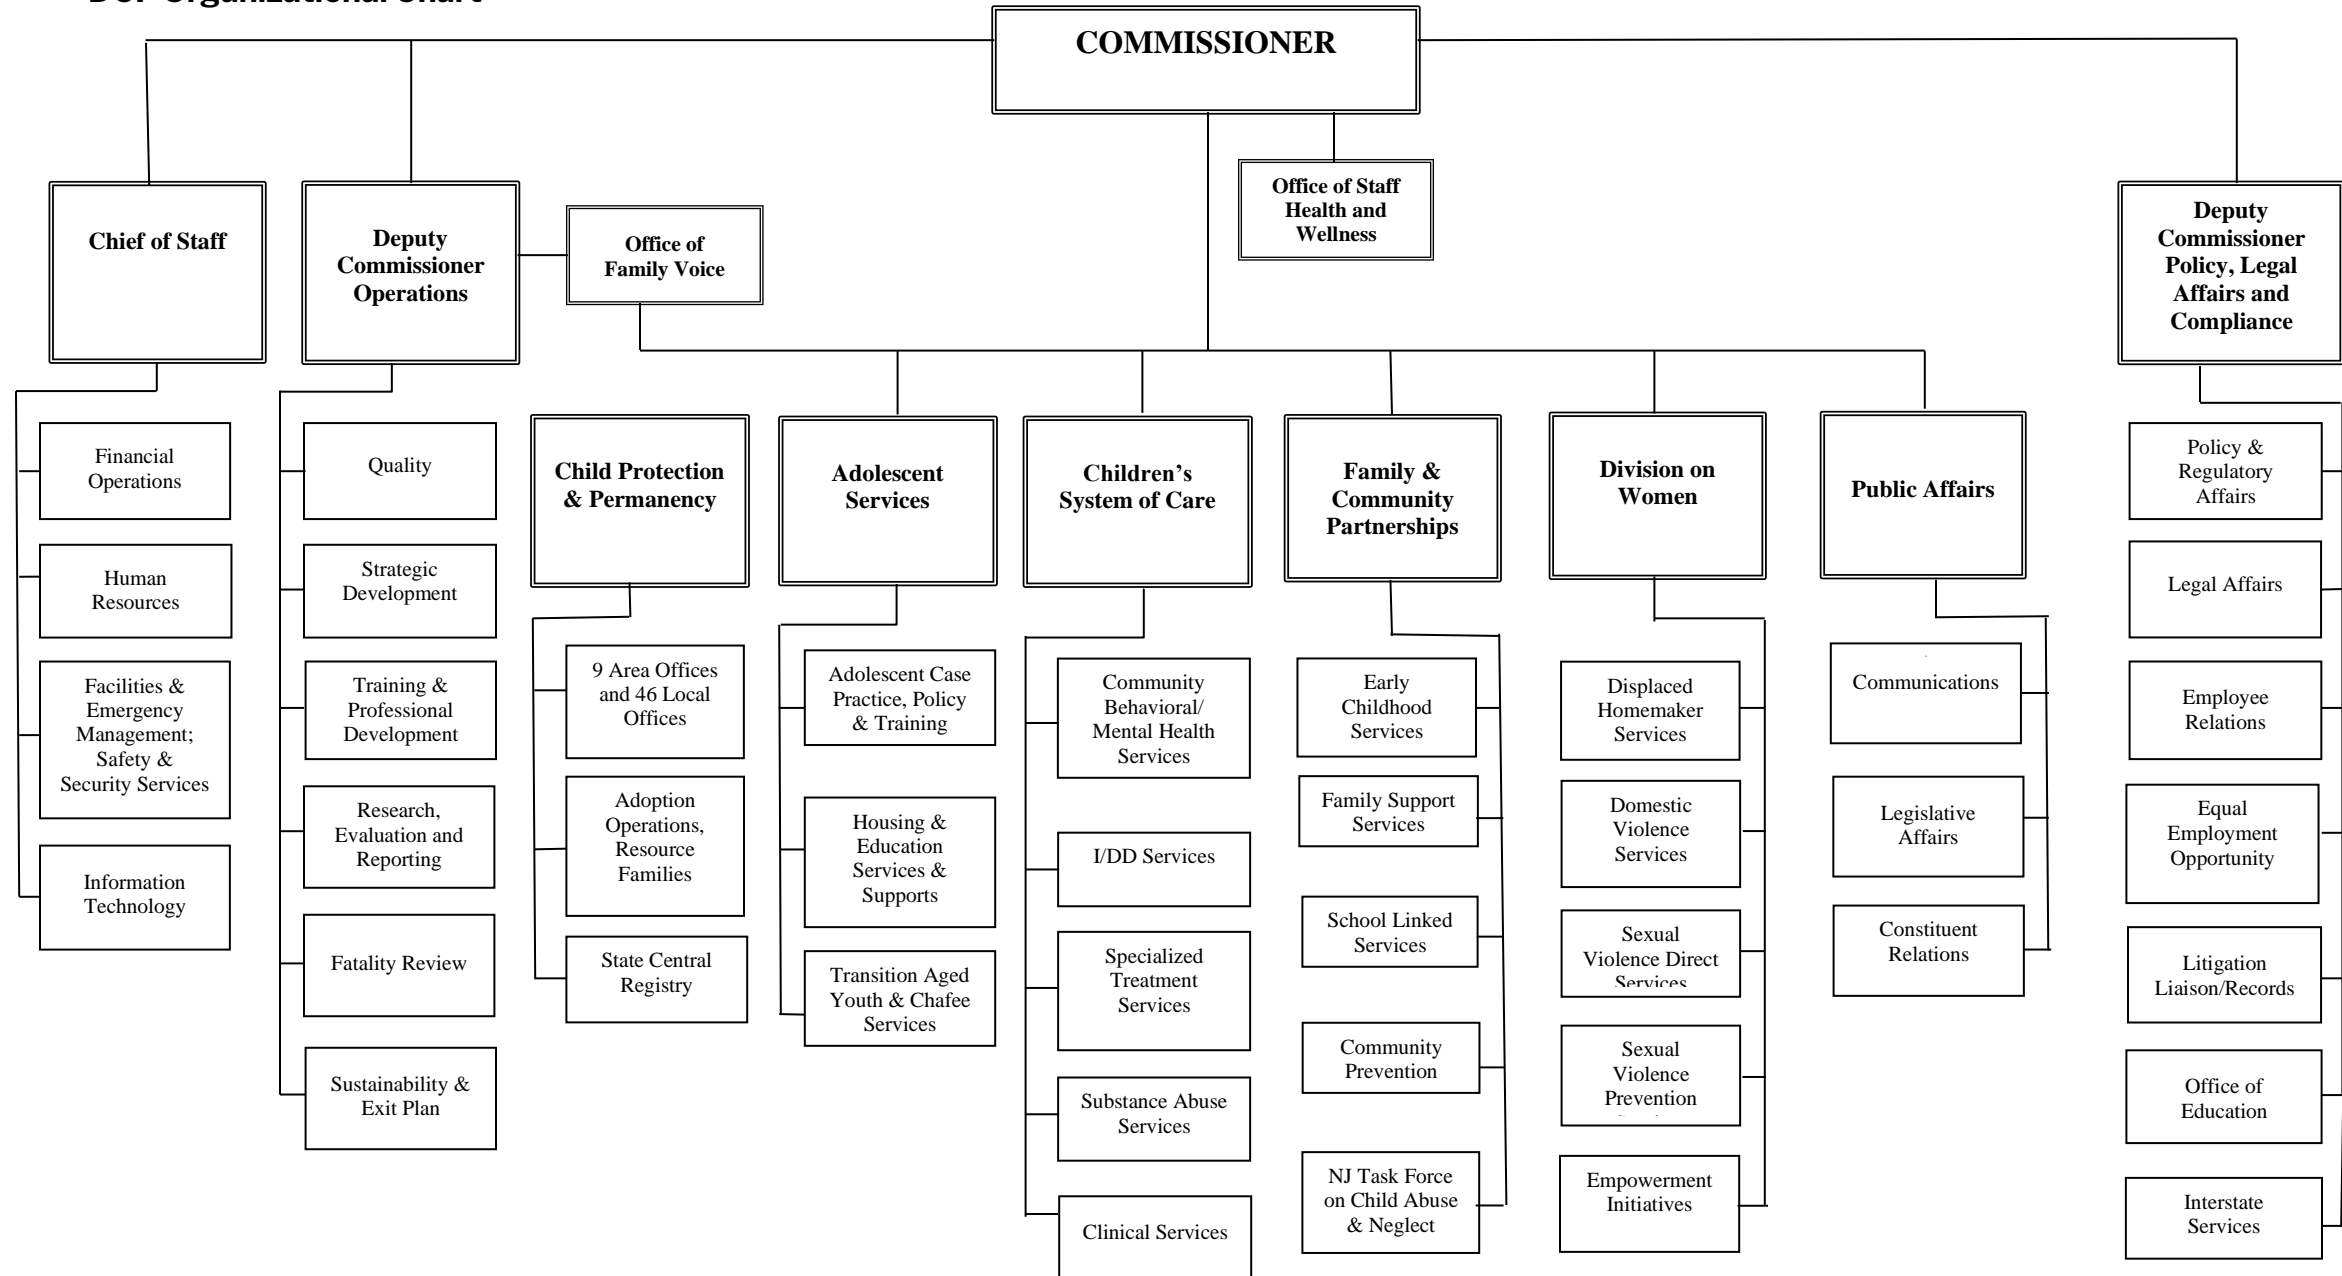 COMMISSIONER
Office of Staff
Health and
Wellness
Chief of Staff
Deputy
Commissioner
Operations
Office of
Family Voice
Deputy
Commissioner
Policy, Legal
Affairs and
Compliance
Financial
Operations
Human
Resources
Facilities &
Emergency
Management;
Safety &
Security Services
Information
Technology
Quality
Strategic
Development
Training &
Professional
Development
Research,
Evaluation and
Reporting
Fatality Review
Sustainability &
Exit Plan
Child Protection
& Permanency
9 Area Offices
and 46 Local
Offices
Adoption
Operations,
Resource
Families
State Central
Registry
Adolescent
Services
Adolescent Case
Practice, Policy
& Training
Housing &
Education
Services &
Supports
Transition Aged
Youth & Chafee
Services
Children's
System of Care
Community
Behavioral/
Mental Health
Services
I/DD Services
Specialized
Treatment
Services
Substance Abuse
Services
Clinical Services
Family &
Community
Partnerships
Early
Childhood
Services
Family Support
Services
School Linked
Services
Community
Prevention
NJ Task Force
on Child Abuse
& Neglect
Division on
Women
Displaced
Homemaker
Services
Domestic
Violence
Services
Sexual
Violence Direct
Services
Sexual
Violence
Prevention
Empowerment
Initiatives
Public Affairs
Communications
Legislative
Affairs
Constituent
Relations
Policy &
Regulatory
Affairs
Legal Affairs
Employee
Relations
Equal
Employment
Opportunity
Litigation
Liaison/Records
Office of
Education
Interstate
Services